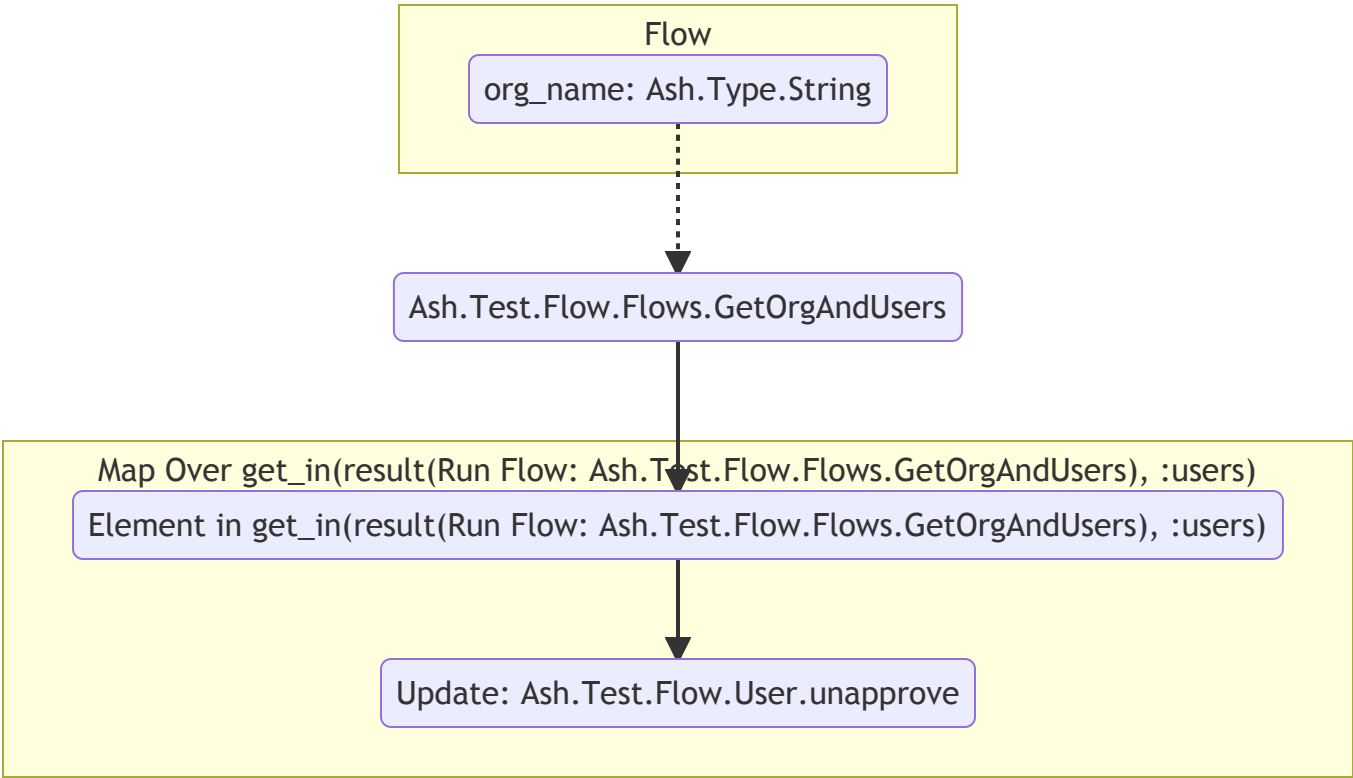 Flow
org_name: Ash.Type.String
Ash.Test.Flow.Flows.GetOrgAndUsers
Map Over get_in(result(Run Flow: Ash.Test.Flow.Flows.GetOrgAndUsers), :users)
Element in get_in(result(Run Flow: Ash.Test.Flow.Flows.GetOrgAndUsers), :users)
Update: Ash.Test.Flow.User.unapprove